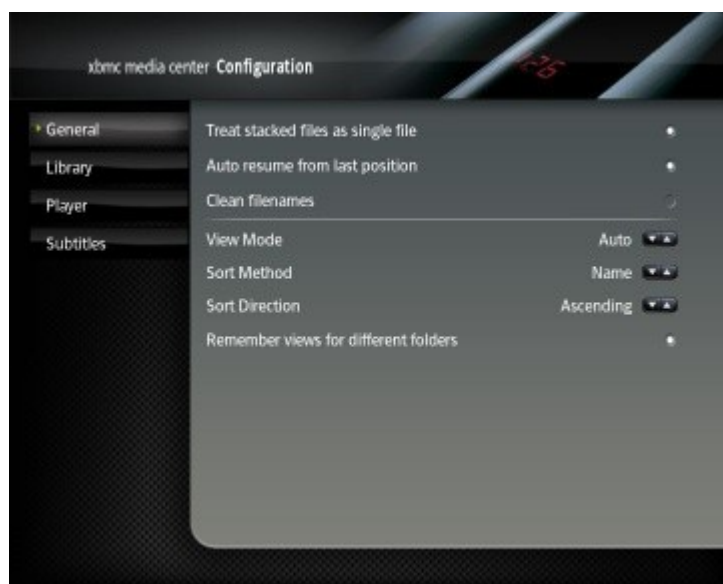 xbmc media center Configuration
General
Library
Player
Subtitles
Treat stacked files as single file
Auto resume from last position
Clean filenames
View Mode Auto
Sort Method Name
Sort Direction Ascending
Remember views for different folders